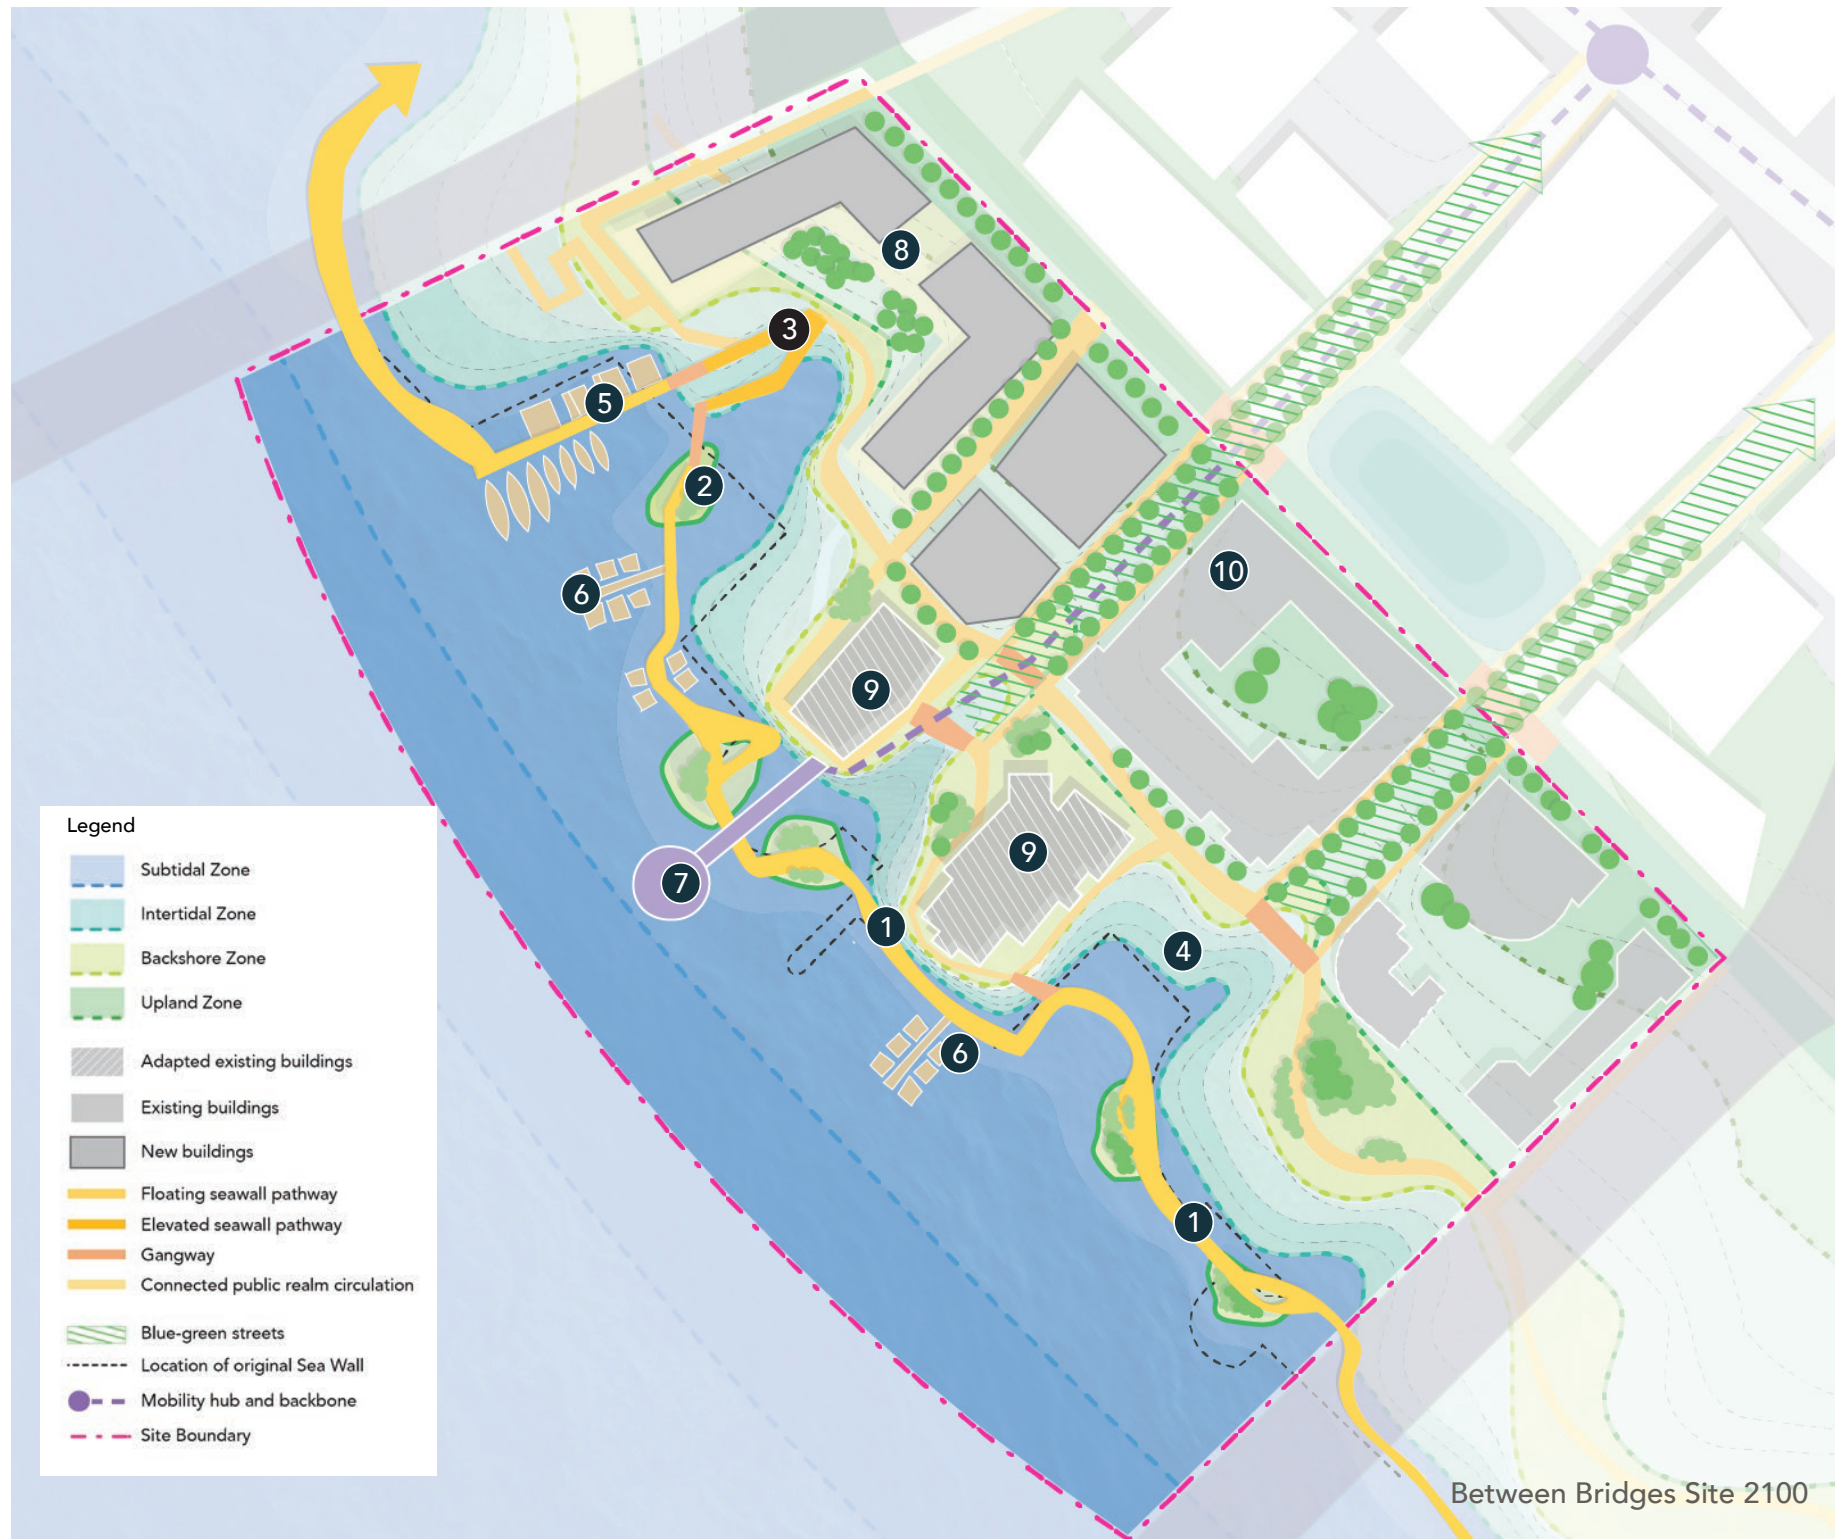 8
3
5
2
10
6
9
7
9
1
4
6
1
Legend
Subtidal Zone
Intertidal Zone
Backshore Zone
Upland Zone
Adapted existing buildings
Existing buildings
New buildings
Floating seawall pathway
Elevated seawall pathway
Gangway
Connected public realm circulation
Blue-green streets
Location of original Sea Wall
Mobility hub and backbone
Site Boundary
Between Bridges Site 2100